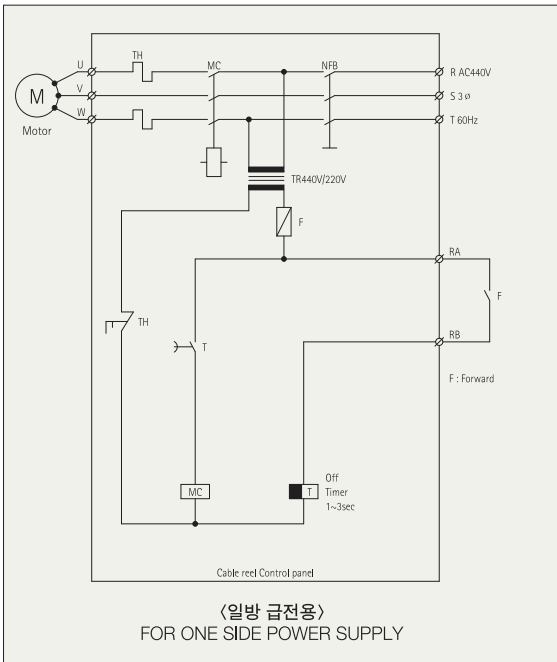 U
TH
MC
NFB
R AC440V
M
V
S 3 ø
W
T 60Hz
Motor
TR440V/220V
F
RA
F
TH
T
RB
F : Forward
MC
T
Off
Timer
1~3sec
Cable reel Control panel
〈일방 급전용〉
FOR ONE SIDE POWER SUPPLY